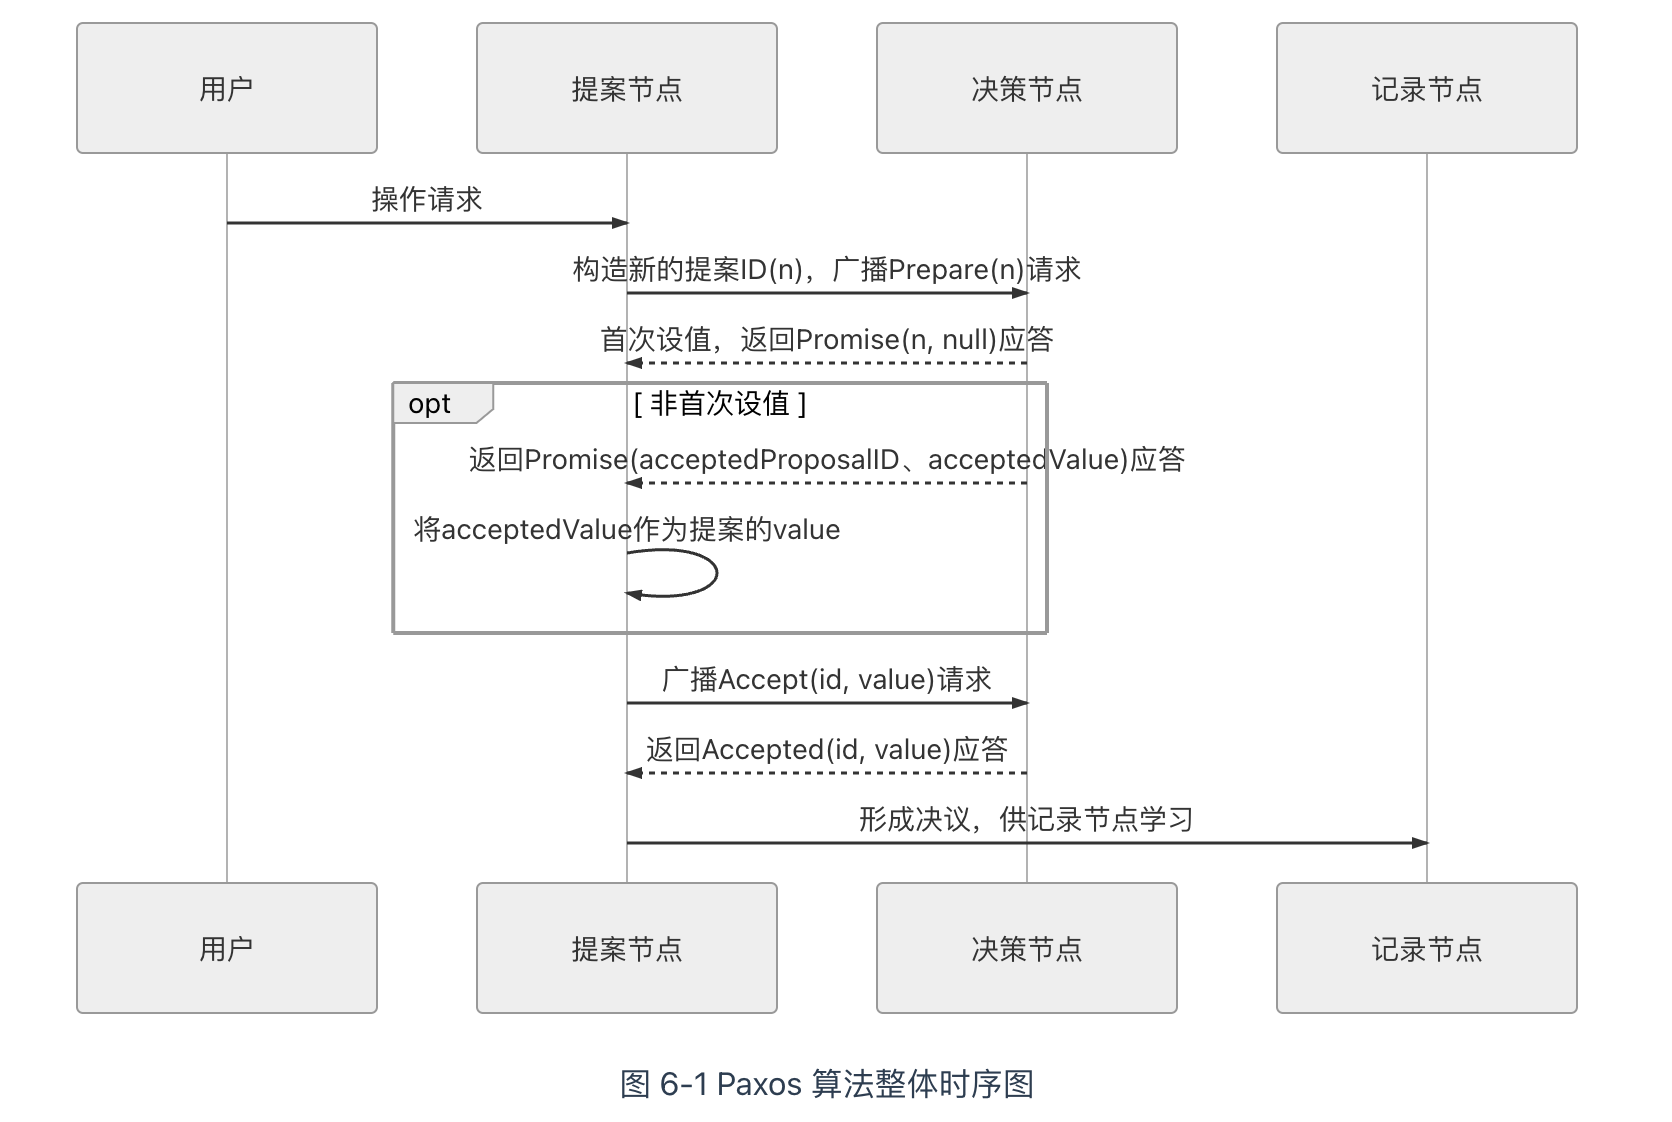 用户
提案节点
决策节点
记录节点
操作请求
构造新的提案ID(n)，广播Prepare(n)请求
首次设值，返回Promise(n, null)应答
opt
[ 非首次设值 ]
返回Promise(acceptedProposalID、acceptedValue)应答
将acceptedValue作为提案的value
广播Accept(id, value)请求
返回Accepted(id, value)应答
形成决议，供记录节点学习
用户
提案节点
决策节点
记录节点
图 6-1 Paxos 算法整体时序图